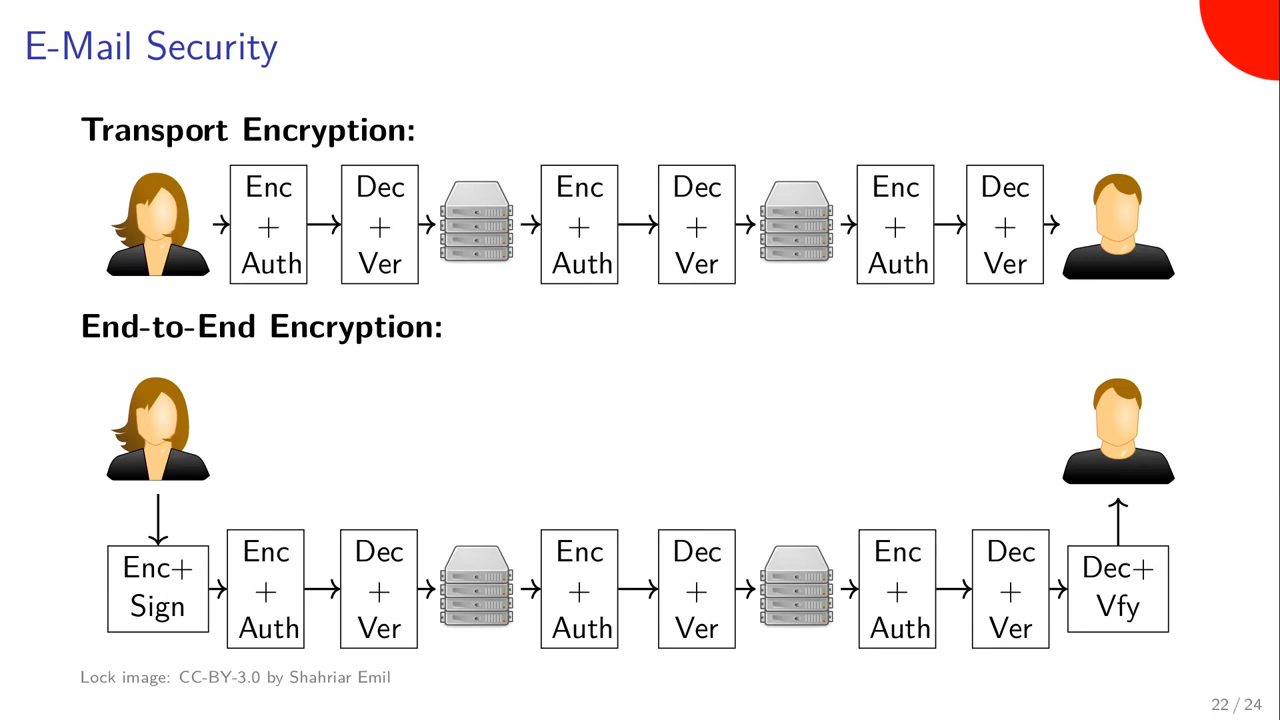 E-Mail Security
Transport Encryption:
Enc
+
Auth
Dec
+
Ver
Enc
+
Auth
Dec
+
Ver
Enc
+
Auth
Dec
+
Ver
End-to-End Encryption:
Enc+
Sign
Enc
+
Auth
Dec
+
Ver
Enc
+
Auth
Dec
+
Ver
Enc
+
Auth
Dec
+
Ver
Dec+
Vfy
Lock image: CC-BY-3.0 by Shahriar Emil
22 / 24